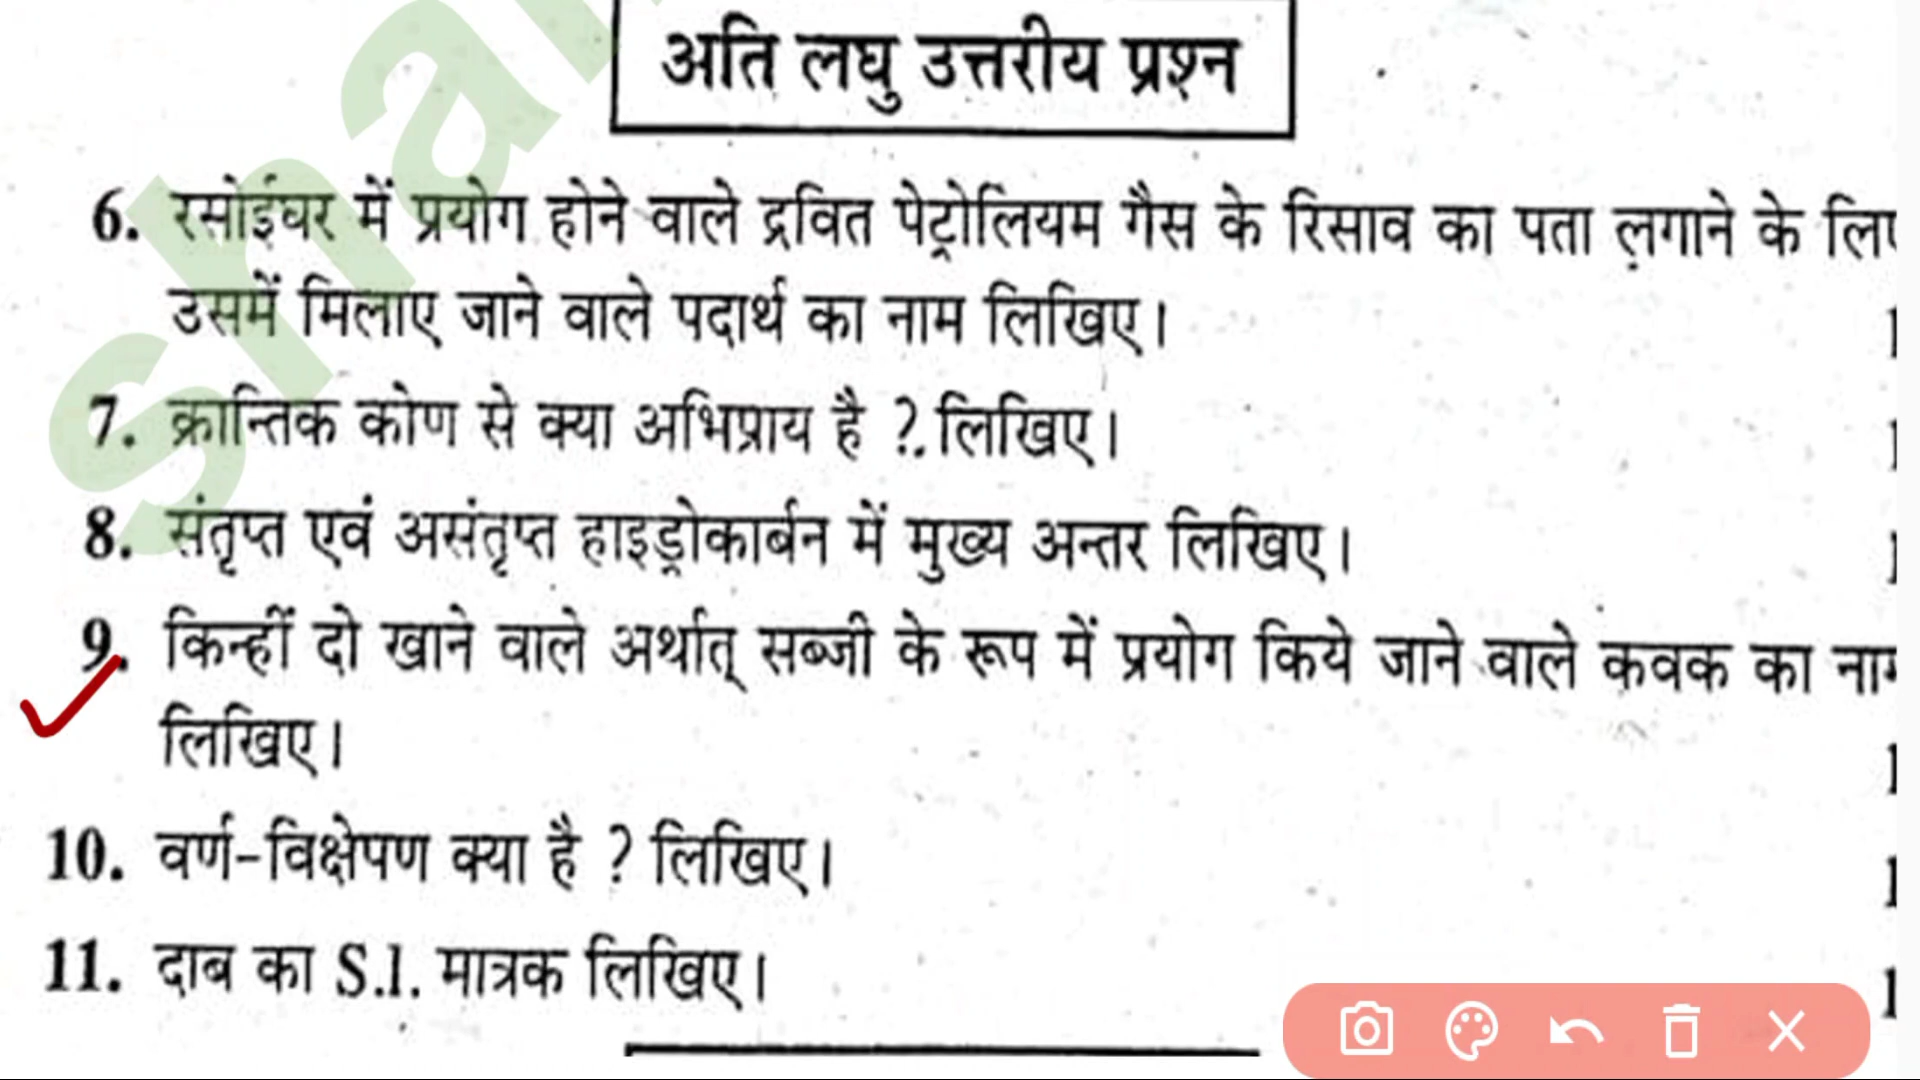 अति लघु उत्तरीय प्रश्न
6. रसोईघर में प्रयोग होने वाले द्रवित पेट्रोलियम गैस के रिसाव का पता लगाने के लिए
उसमें मिलाए जाने वाले पदार्थ का नाम लिखिए। 1
7. क्रान्तिक कोण से क्या अभिप्राय है ? लिखिए। 1
8. संतृप्त एवं असंतृप्त हाइड्रोकार्बन में मुख्य अन्तर लिखिए। 1
9. किन्हीं दो खाने वाले अर्थात् सब्जी के रूप में प्रयोग किये जाने वाले कवक का नाम
लिखिए। 1
10. वर्ण-विक्षेपण क्या है ? लिखिए। 1
11. दाब का S.I. मात्रक लिखिए। 1